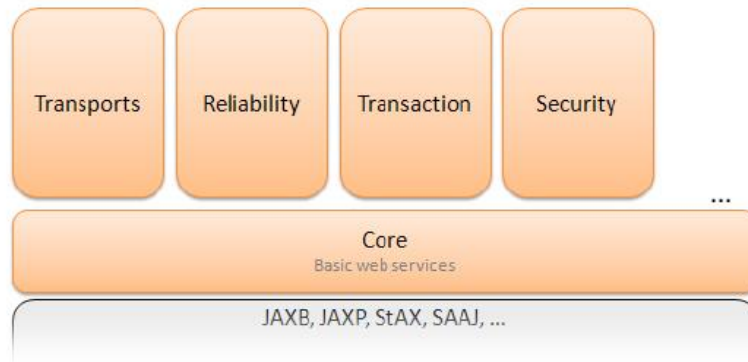 Transports
Reliability
Transaction
Security
...
Core
Basic web services
JAXB, JAXP, StAX, SAAJ, ...